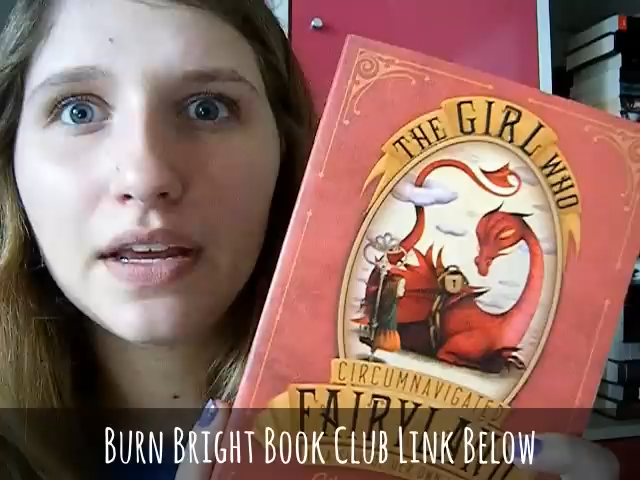 THE GIRL WHO
CIRCUMNAVIGATED
FAIRYLAND
BURN BRIGHT BOOK CLUB LINK BELOW